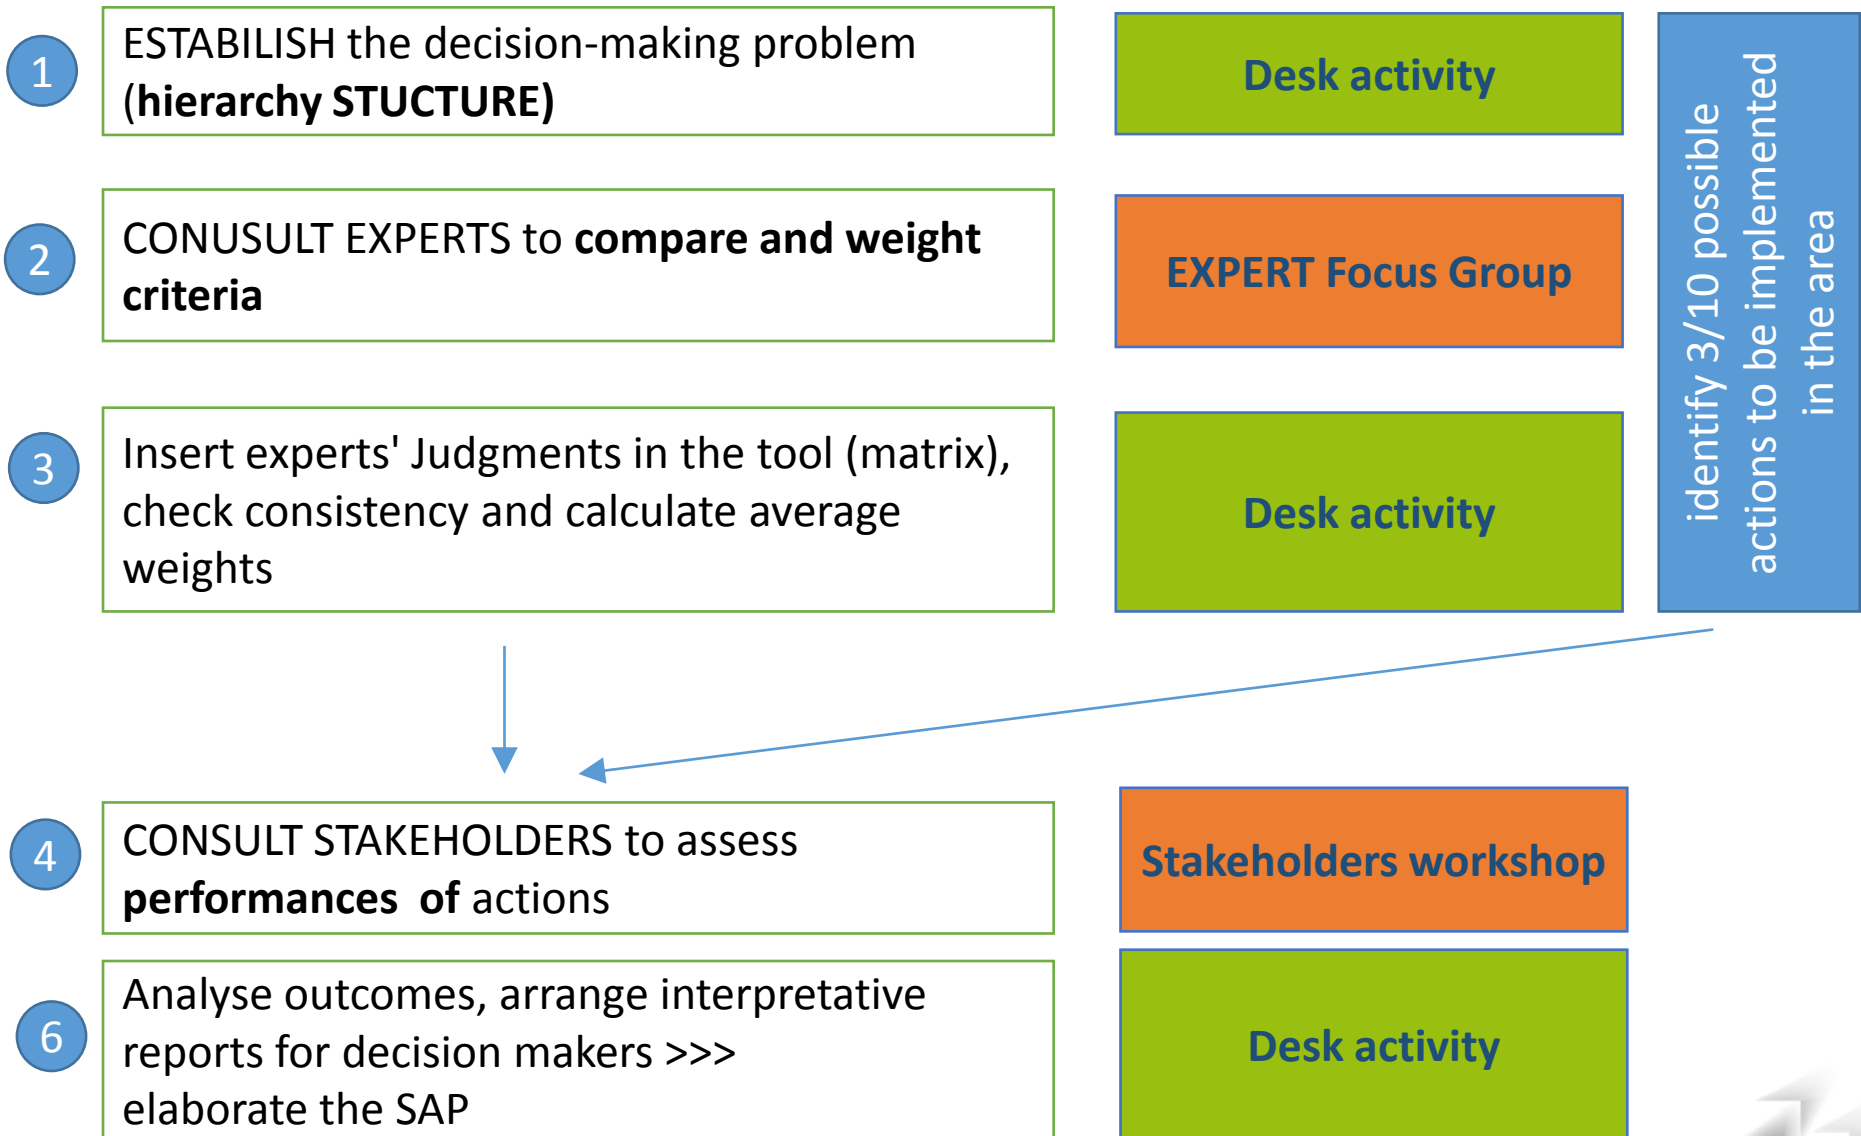 1
ESTABILISH the decision-making problem
(hierarchy STUCTURE)
Desk activity
2
CONUSULT EXPERTS to compare and weight
criteria
EXPERT Focus Group
3
Insert experts' Judgments in the tool (matrix),
check consistency and calculate average
weights
Desk activity
identify 3/10 possible
actions to be implemented
in the area
4
CONSULT STAKEHOLDERS to assess
performances of actions
Stakeholders workshop
6
Analyse outcomes, arrange interpretative
reports for decision makers >>>
elaborate the SAP
Desk activity